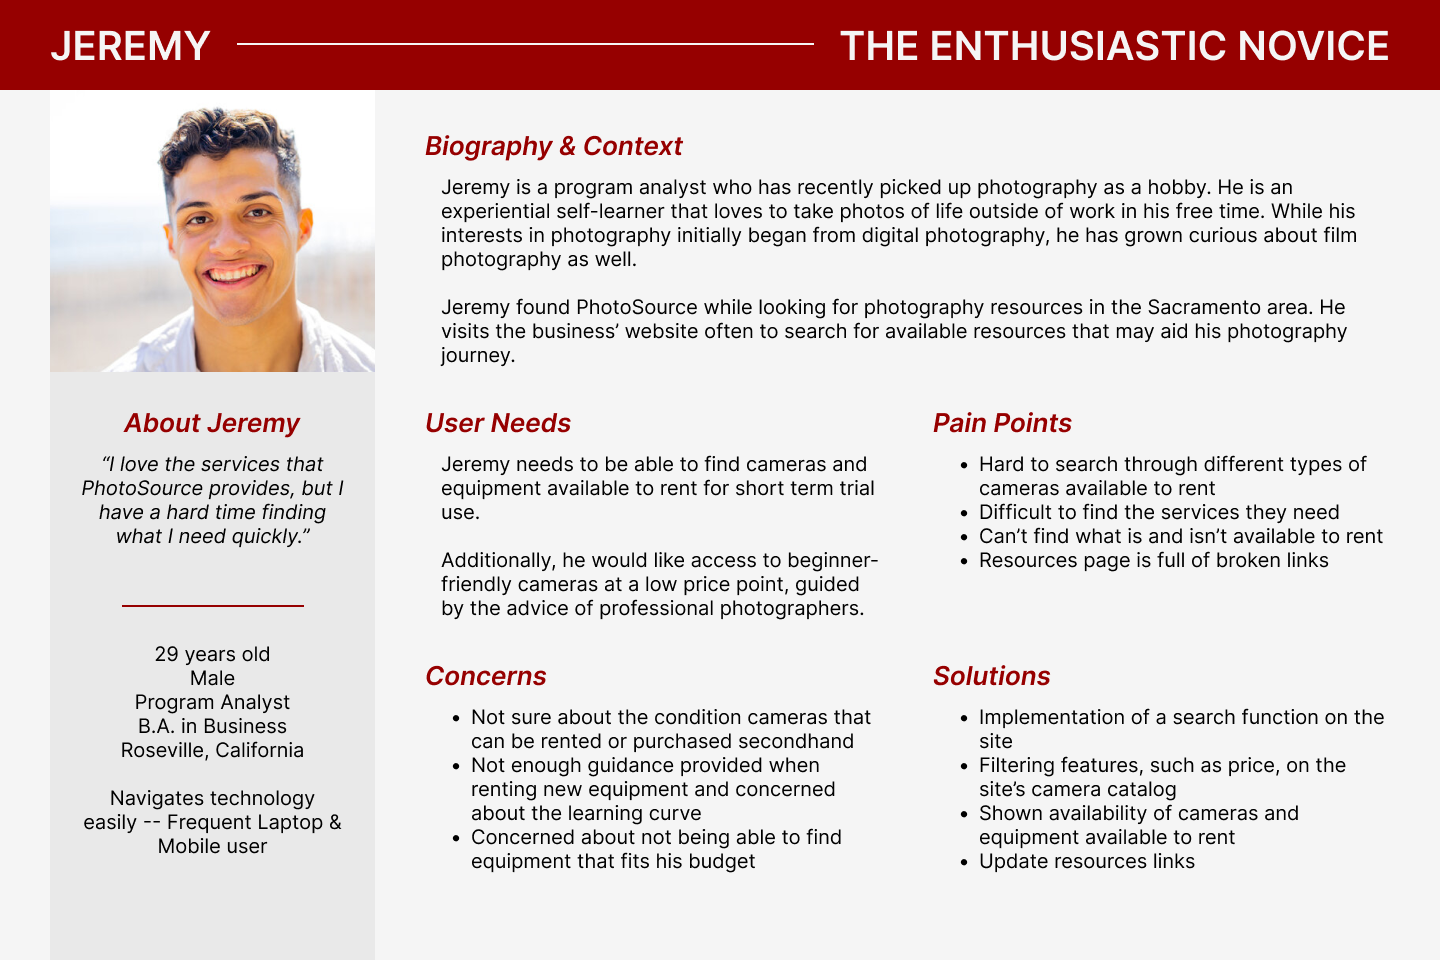 JEREMY
THE ENTHUSIASTIC NOVICE
Biography & Context
Jeremy is a program analyst who has recently picked up photography as a hobby. He is an
experiential self-learner that loves to take photos of life outside of work in his free time. While his
interests in photography initially began from digital photography, he has grown curious about film
photography as well.
Jeremy found PhotoSource while looking for photography resources in the Sacramento area. He
visits the business’ website often to search for available resources that may aid his photography
journey.
About Jeremy
“I love the services that
PhotoSource provides, but I
have a hard time finding
what I need quickly.”
29 years old
Male
Program Analyst
B.A. in Business
Roseville, California
Navigates technology
easily -- Frequent Laptop &
Mobile user
User Needs
Jeremy needs to be able to find cameras and
equipment available to rent for short term trial
use.
Additionally, he would like access to beginner-
friendly cameras at a low price point, guided
by the advice of professional photographers.
Pain Points
• Hard to search through different types of
cameras available to rent
• Difficult to find the services they need
• Can’t find what is and isn’t available to rent
• Resources page is full of broken links
Concerns
• Not sure about the condition cameras that
can be rented or purchased secondhand
• Not enough guidance provided when
renting new equipment and concerned
about the learning curve
• Concerned about not being able to find
equipment that fits his budget
Solutions
• Implementation of a search function on the
site
• Filtering features, such as price, on the
site’s camera catalog
• Shown availability of cameras and
equipment available to rent
• Update resources links